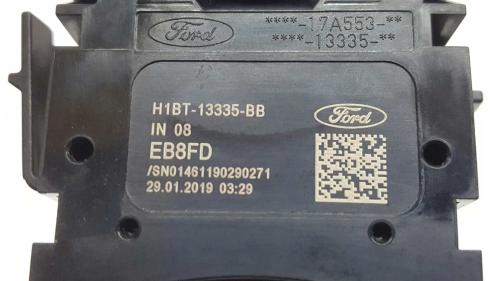 Ford
****-17A553-**
****-13335-**
H1BT-13335-BB
Ford
IN 08
EB8FD
/SN01461190290271
29.01.2019 03:29